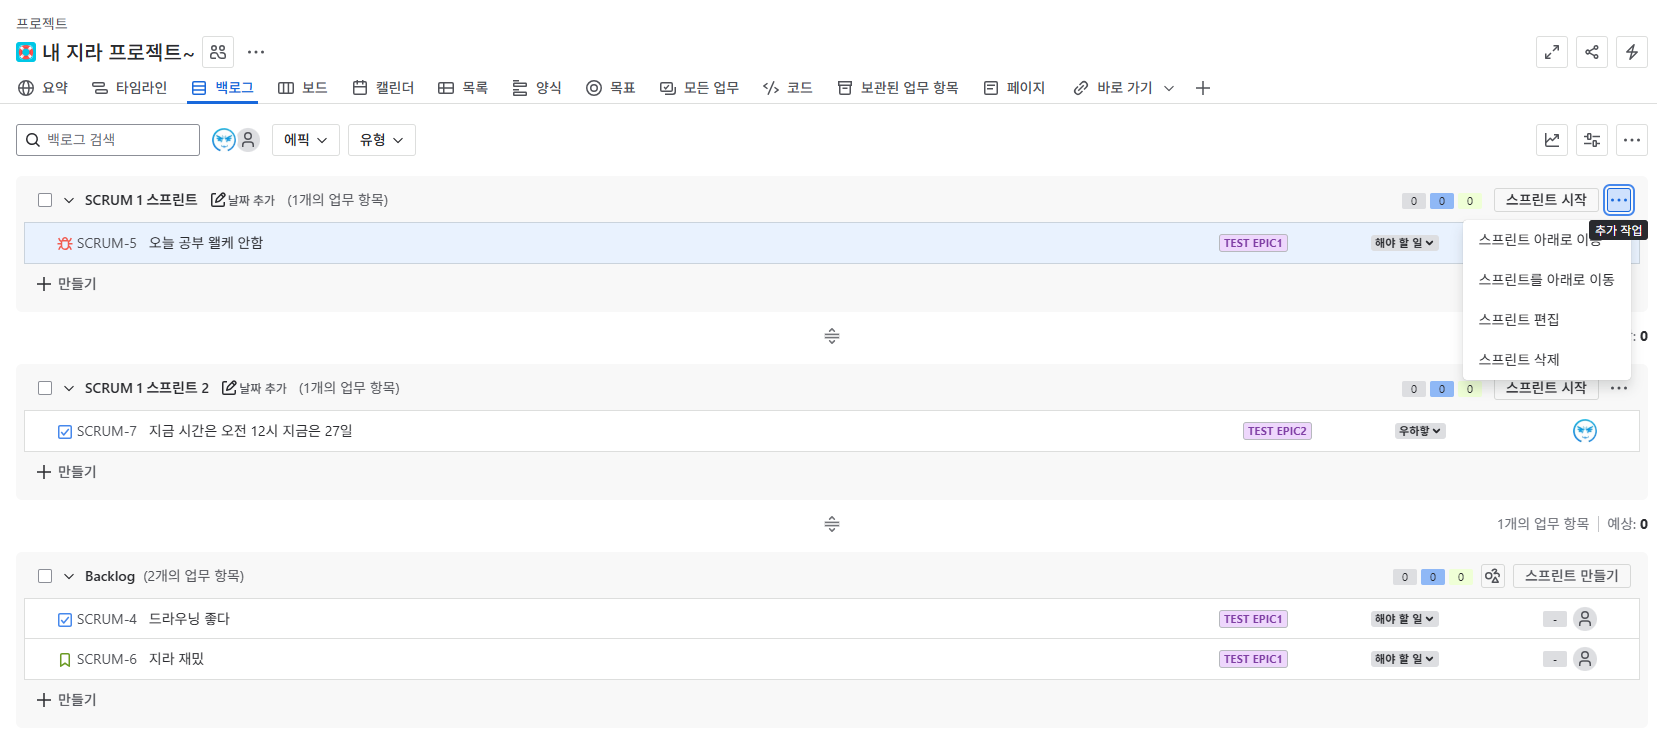 프로젝트
내 지라 프로젝트~
요약 타임라인 백로그 보드 캘린더 목록 양식 목표 모든 업무 코드 보관된 업무 항목 페이지 바로 가기
백로그 검색 에픽 유형
SCRUM 1 스프린트 날짜 추가 (1개의 업무 항목) 0 0 0 스프린트 시작
추가 작업
SCRUM-5 오늘 공부 왤케 안함 TEST EPIC1 해야 할 일
스프린트 아래로 이동
스프린트를 아래로 이동
스프린트 편집
스프린트 삭제
만들기
: 0
SCRUM 1 스프린트 2 날짜 추가 (1개의 업무 항목) 0 0 0 스프린트 시작
SCRUM-7 지금 시간은 오전 12시 지금은 27일 TEST EPIC2 우하항
만들기
1개의 업무 항목 예상: 0
Backlog (2개의 업무 항목) 0 0 0 스프린트 만들기
SCRUM-4 드라우닝 좋다 TEST EPIC1 해야 할 일 -
SCRUM-6 지라 재밌 TEST EPIC1 해야 할 일 -
만들기